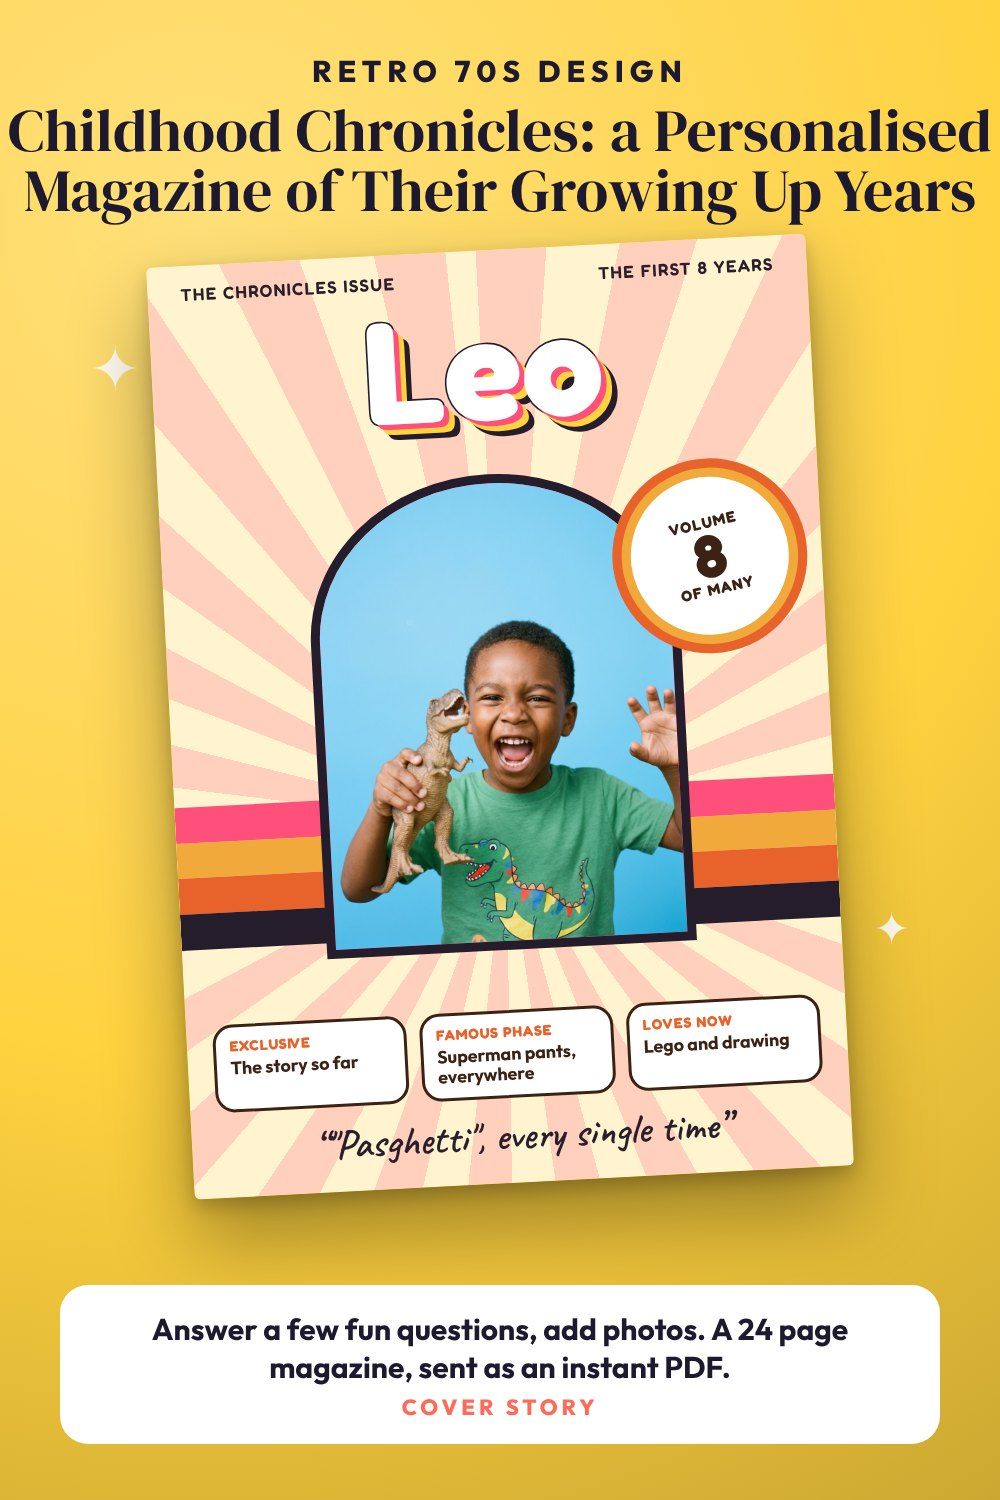 RETRO 70S DESIGN
Childhood Chronicles: a Personalised
Magazine of Their Growing Up Years
THE CHRONICLES ISSUE
THE FIRST 8 YEARS
Leo
VOLUME
8
OF MANY
EXCLUSIVE
The story so far
FAMOUS PHASE
Superman pants,
everywhere
LOVES NOW
Lego and drawing
“"Pasghetti", every single time”
Answer a few fun questions, add photos. A 24 page
magazine, sent as an instant PDF.
COVER STORY